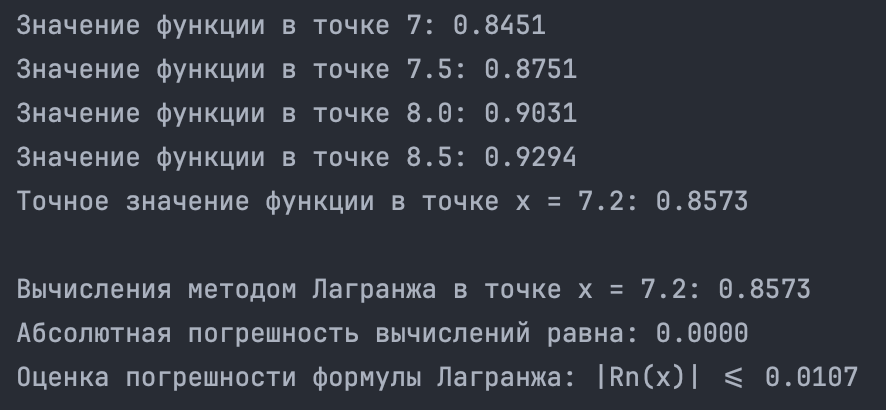 Значение функции в точке 7: 0.8451
Значение функции в точке 7.5: 0.8751
Значение функции в точке 8.0: 0.9031
Значение функции в точке 8.5: 0.9294
Точное значение функции в точке x = 7.2: 0.8573
Вычисления методом Лагранжа в точке x = 7.2: 0.8573
Абсолютная погрешность вычислений равна: 0.0000
Оценка погрешности формулы Лагранжа: |Rn(x)| ⩽ 0.0107